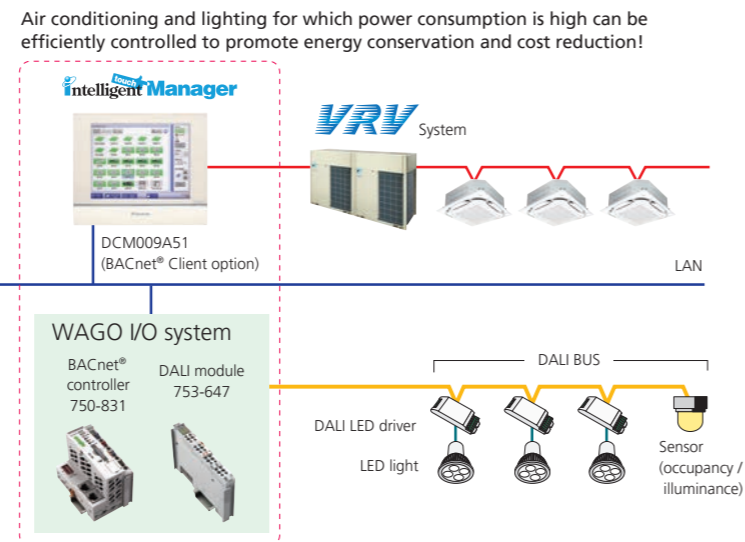 Air conditioning and lighting for which power consumption is high can be
efficiently controlled to promote energy conservation and cost reduction!
intelligent touch Manager
VRV System
DCM009A51
(BACnet® Client option)
LAN
WAGO I/O system
BACnet®
controller
750-831
DALI module
753-647
DALI BUS
DALI LED driver
LED light
Sensor
(occupancy /
illuminance)